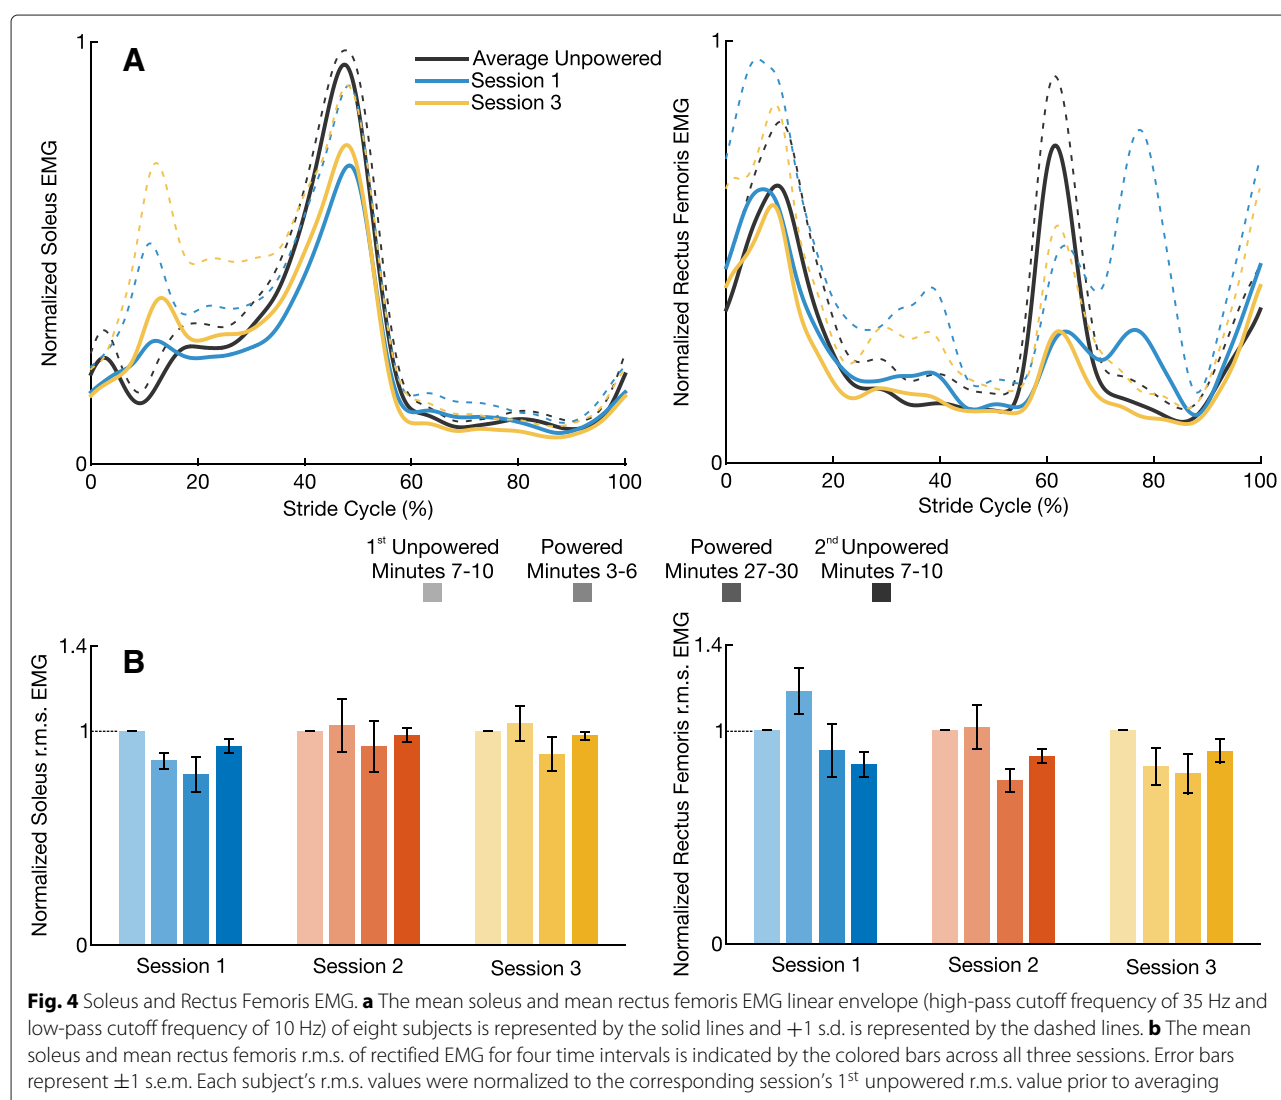 A
Average Unpowered
Session 1
Session 3
Normalized Soleus EMG
1
0
0 20 40 60 80 100
Stride Cycle (%)
Normalized Rectus Femoris EMG
1
0
0 20 40 60 80 100
Stride Cycle (%)
1st Unpowered Minutes 7-10
Powered Minutes 3-6
Powered Minutes 27-30
2nd Unpowered Minutes 7-10
B
Normalized Soleus r.m.s. EMG
1.4
1
0
Session 1 Session 2 Session 3
Normalized Rectus Femoris r.m.s. EMG
1.4
1
0
Session 1 Session 2 Session 3
Fig. 4 Soleus and Rectus Femoris EMG. a The mean soleus and mean rectus femoris EMG linear envelope (high-pass cutoff frequency of 35 Hz and
low-pass cutoff frequency of 10 Hz) of eight subjects is represented by the solid lines and +1 s.d. is represented by the dashed lines. b The mean
soleus and mean rectus femoris r.m.s. of rectified EMG for four time intervals is indicated by the colored bars across all three sessions. Error bars
represent ±1 s.e.m. Each subject's r.m.s. values were normalized to the corresponding session's 1st unpowered r.m.s. value prior to averaging